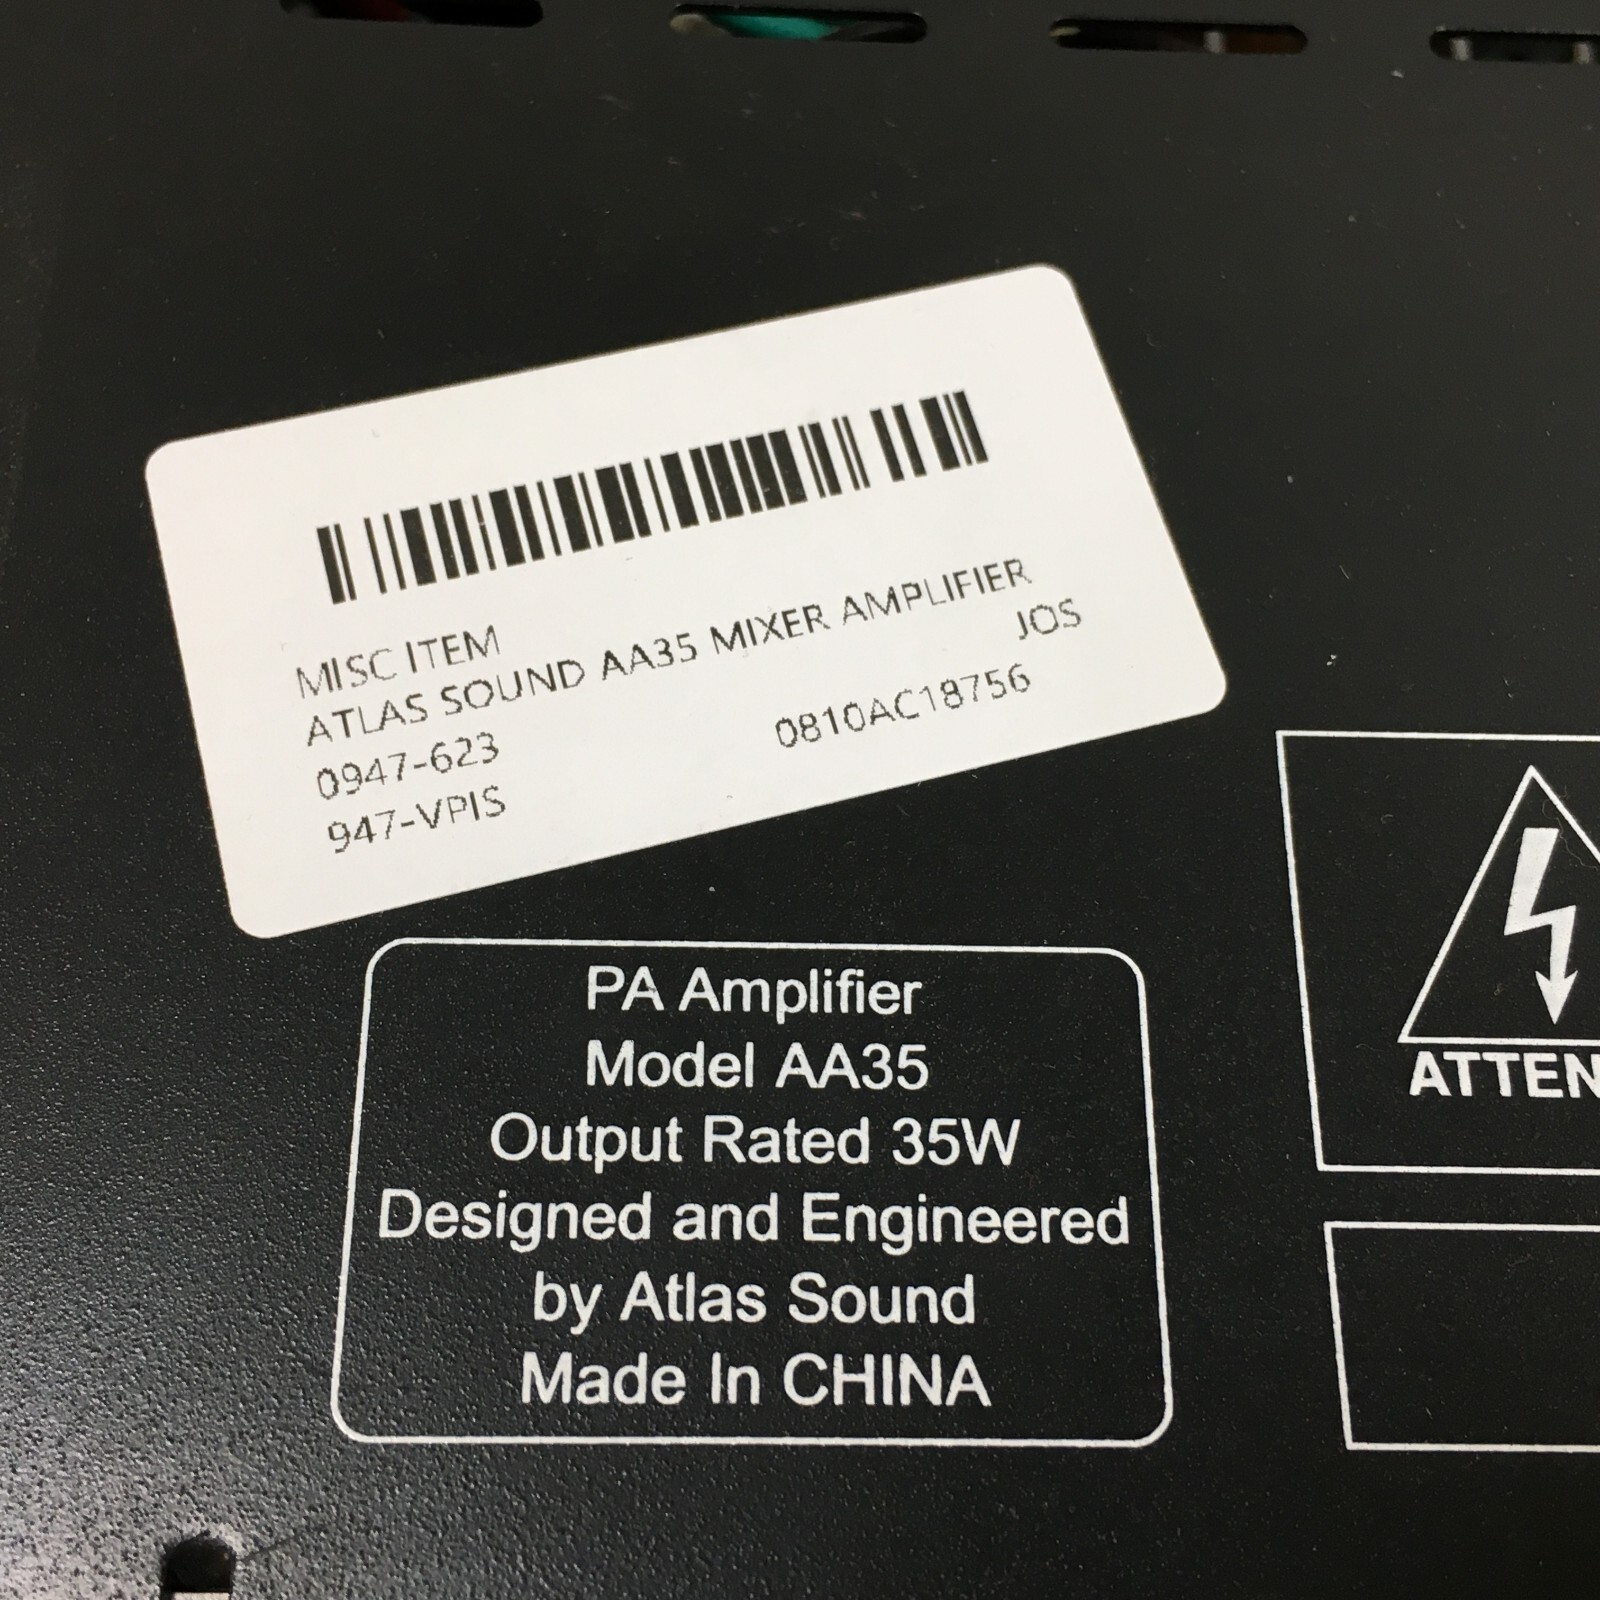 MISC ITEM
ATLAS SOUND AA35 MIXER AMPLIFIER
JOS
0947-623
0810AC18756
947-VPIS
PA Amplifier
Model AA35
Output Rated 35W
Designed and Engineered
by Atlas Sound
Made In CHINA
ATTEN